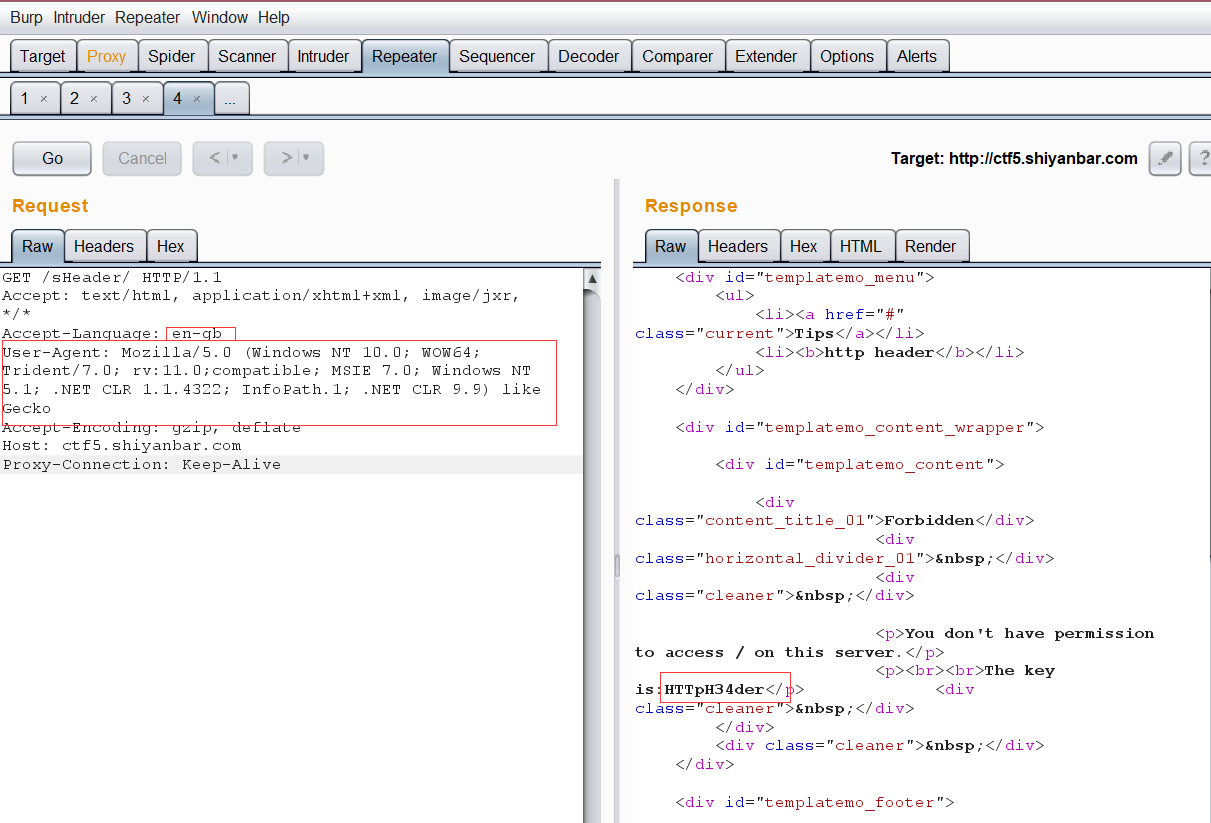 Burp Intruder Repeater Window Help
Target Proxy Spider Scanner Intruder Repeater Sequencer Decoder Comparer Extender Options Alerts
1 × 2 × 3 × 4 × ...
Go Cancel < ▼ > ▼ Target: http://ctf5.shiyanbar.com ?
Request
Raw Headers Hex
GET /sHeader/ HTTP/1.1
Accept: text/html, application/xhtml+xml, image/jxr,
*/*
Accept-Language: en-gb
User-Agent: Mozilla/5.0 (Windows NT 10.0; WOW64;
Trident/7.0; rv:11.0;compatible; MSIE 7.0; Windows NT
5.1; .NET CLR 1.1.4322; InfoPath.1; .NET CLR 9.9) like
Gecko
Accept-Encoding: gzip, deflate
Host: ctf5.shiyanbar.com
Proxy-Connection: Keep-Alive
Response
Raw Headers Hex HTML Render
<div id="templatemo_menu">
<ul>
<li><a href="#"
class="current">Tips</a></li>
<li><b>http header</b></li>
</ul>
</div>
<div id="templatemo_content_wrapper">
<div id="templatemo_content">
<div
class="content_title_01">Forbidden</div>
<div
class="horizontal_divider_01">&nbsp;</div>
<div
class="cleaner">&nbsp;</div>
<p>You don't have permission
to access / on this server.</p>
<p><br><br>The key
is:HTTpH34der</p> <div
class="cleaner">&nbsp;</div>
</div>
<div class="cleaner">&nbsp;</div>
</div>
<div id="templatemo_footer">